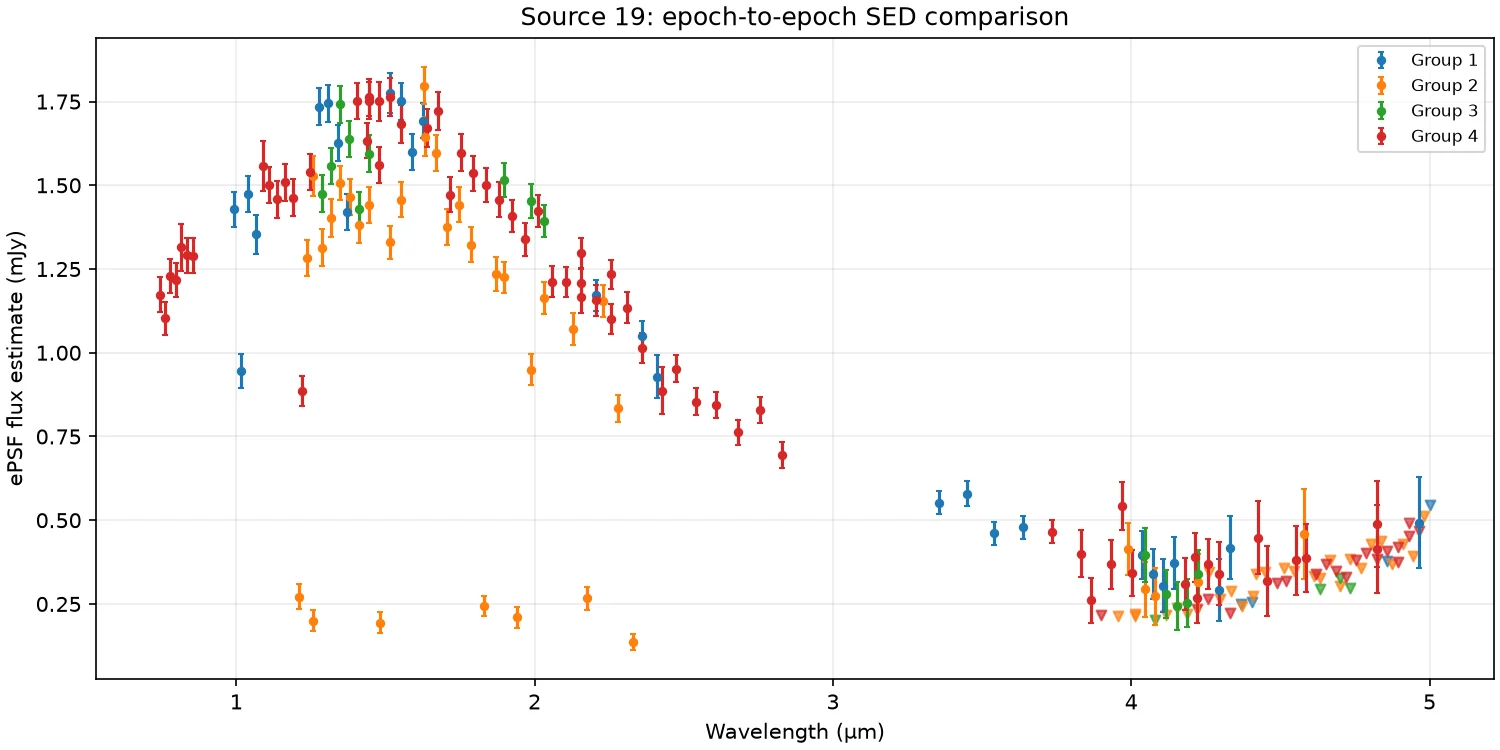 Source 19: epoch-to-epoch SED comparison
Group 1
Group 2
Group 3
Group 4
ePSF flux estimate (mJy)
1.75
1.50
1.25
1.00
0.75
0.50
0.25
1 2 3 4 5
Wavelength (μm)